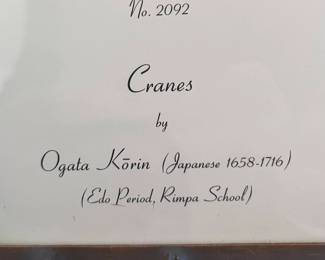 No. 2092
Cranes
by
Ogata Kōrin (Japanese 1658-1716)
(Edo Period, Rimpa School)